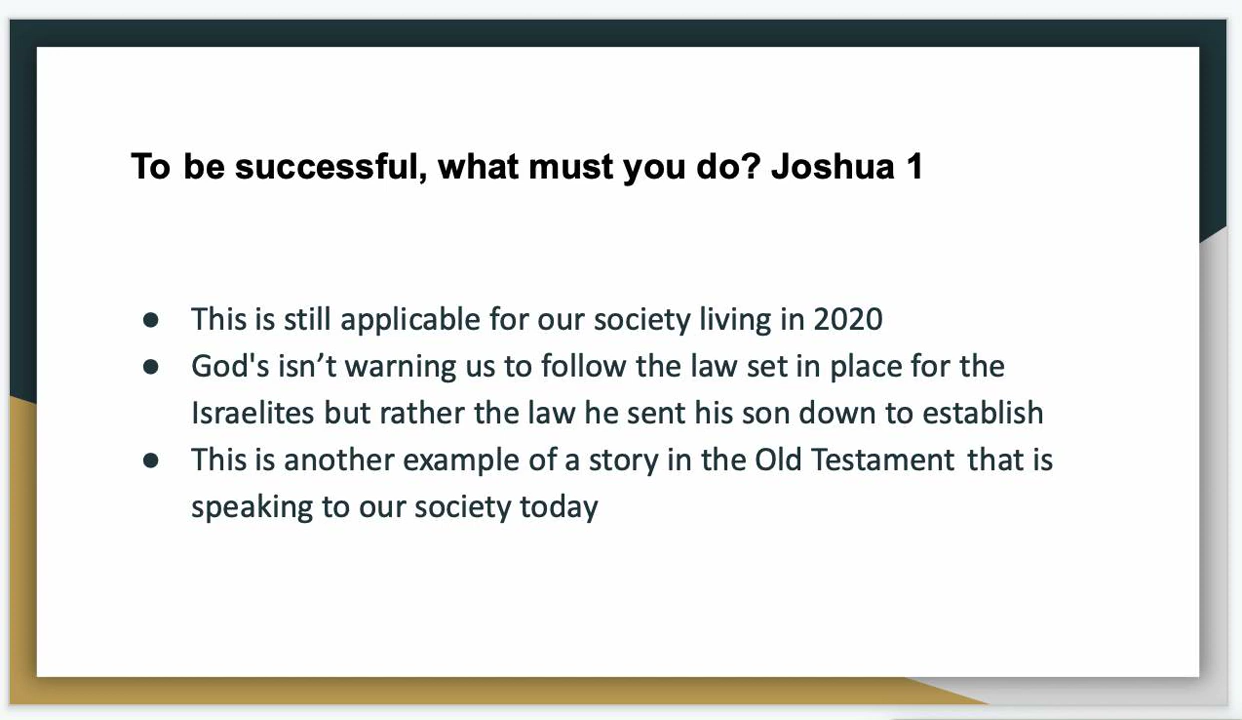 To be successful, what must you do? Joshua 1
● This is still applicable for our society living in 2020
● God's isn’t warning us to follow the law set in place for the
Israelites but rather the law he sent his son down to establish
● This is another example of a story in the Old Testament that is
speaking to our society today